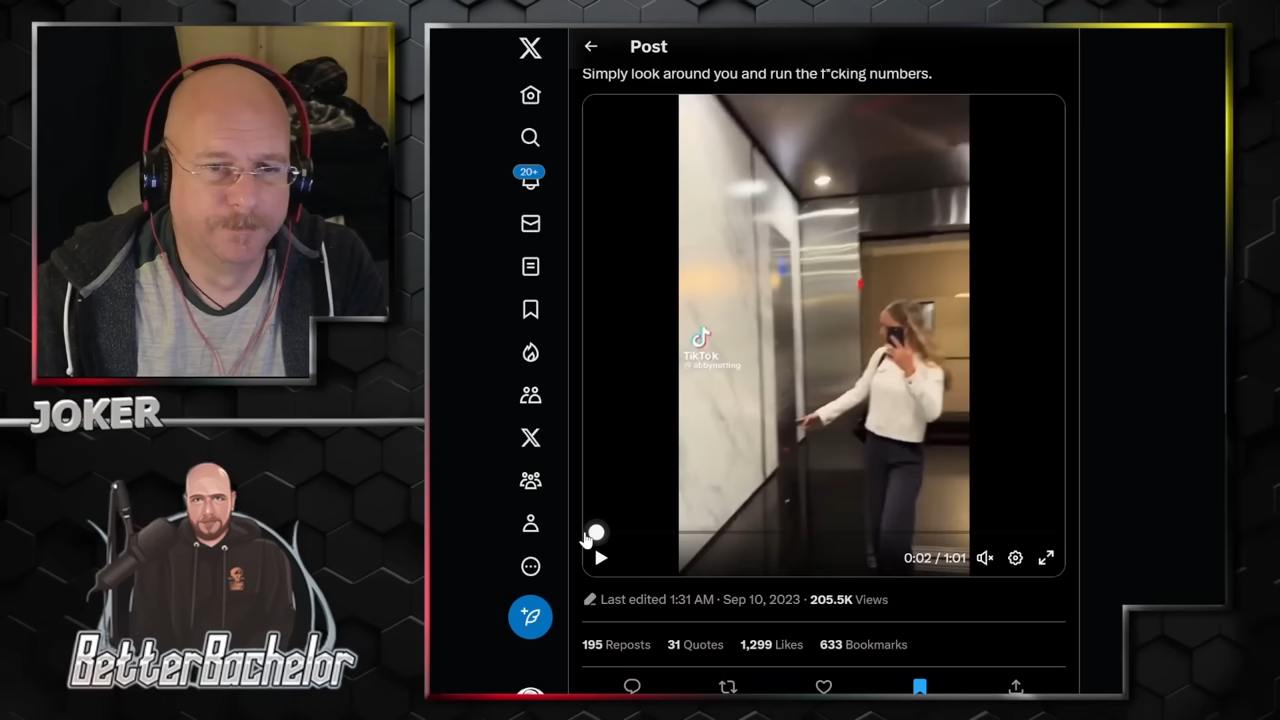 Post
Simply look around you and run the f*cking numbers.
20+
TikTok
@abbynutting
0:02 / 1:01
Last edited 1:31 AM · Sep 10, 2023 · 205.5K Views
195 Reposts 31 Quotes 1,299 Likes 633 Bookmarks
JOKER
BetterBachelor